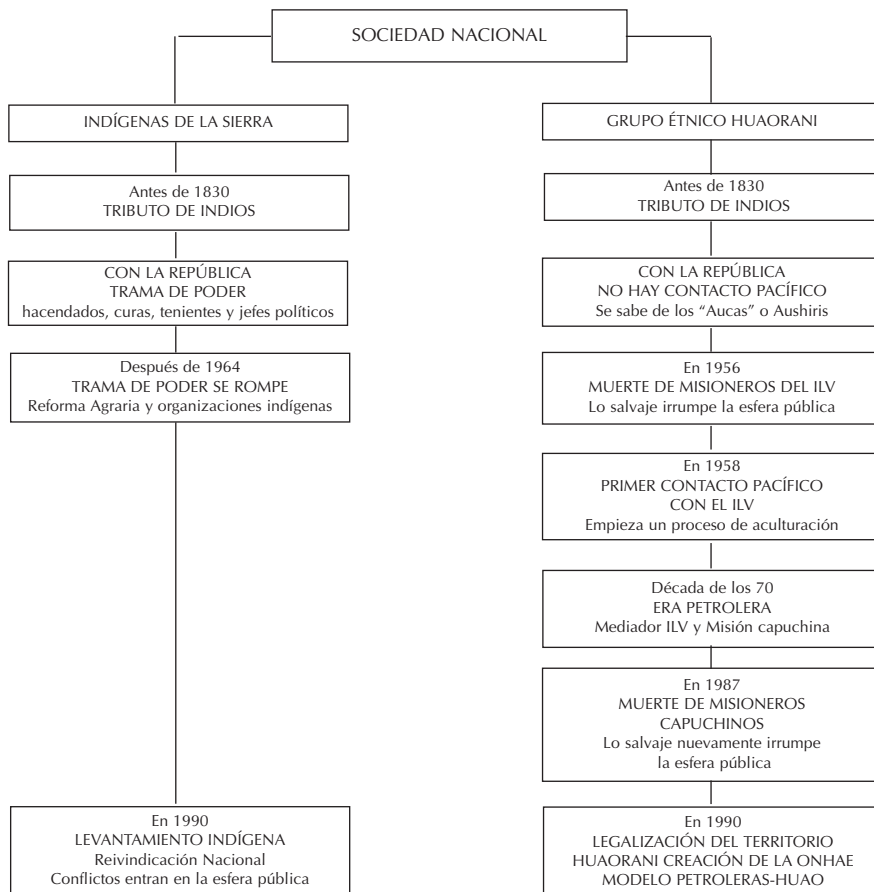 SOCIEDAD NACIONAL
INDÍGENAS DE LA SIERRA
Antes de 1830
TRIBUTO DE INDIOS
CON LA REPÚBLICA
TRAMA DE PODER
hacendados, curas, tenientes y jefes políticos
Después de 1964
TRAMA DE PODER SE ROMPE
Reforma Agraria y organizaciones indígenas
En 1990
LEVANTAMIENTO INDÍGENA
Reivindicación Nacional
Conflictos entran en la esfera pública
GRUPO ÉTNICO HUAORANI
Antes de 1830
TRIBUTO DE INDIOS
CON LA REPÚBLICA
NO HAY CONTACTO PACÍFICO
Se sabe de los “Aucas” o Aushiris
En 1956
MUERTE DE MISIONEROS DEL ILV
Lo salvaje irrumpe la esfera pública
En 1958
PRIMER CONTACTO PACÍFICO
CON EL ILV
Empieza un proceso de aculturación
Década de los 70
ERA PETROLERA
Mediador ILV y Misión capuchina
En 1987
MUERTE DE MISIONEROS
CAPUCHINOS
Lo salvaje nuevamente irrumpe
la esfera pública
En 1990
LEGALIZACIÓN DEL TERRITORIO
HUAORANI CREACIÓN DE LA ONHAE
MODELO PETROLERAS-HUAO